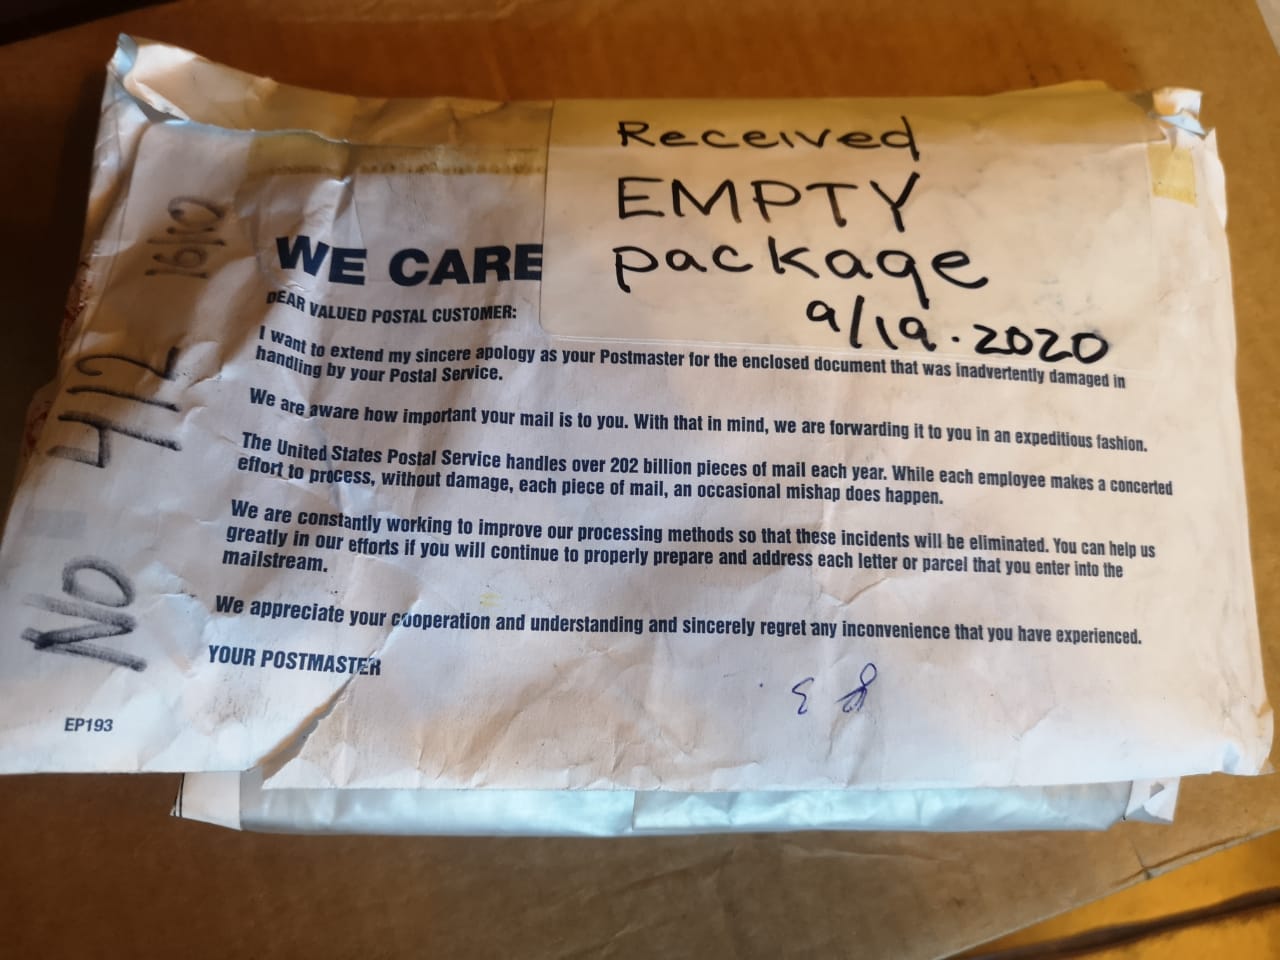 Received
EMPTY
package
9/19.2020
WE CARE
DEAR VALUED POSTAL CUSTOMER:
I want to extend my sincere apology as your Postmaster for the enclosed document that was inadvertently damaged in
handling by your Postal Service.
We are aware how important your mail is to you. With that in mind, we are forwarding it to you in an expeditious fashion.
The United States Postal Service handles over 202 billion pieces of mail each year. While each employee makes a concerted
effort to process, without damage, each piece of mail, an occasional mishap does happen.
We are constantly working to improve our processing methods so that these incidents will be eliminated. You can help us
greatly in our efforts if you will continue to properly prepare and address each letter or parcel that you enter into the
mailstream.
We appreciate your cooperation and understanding and sincerely regret any inconvenience that you have experienced.
YOUR POSTMASTER
EP193
No 412